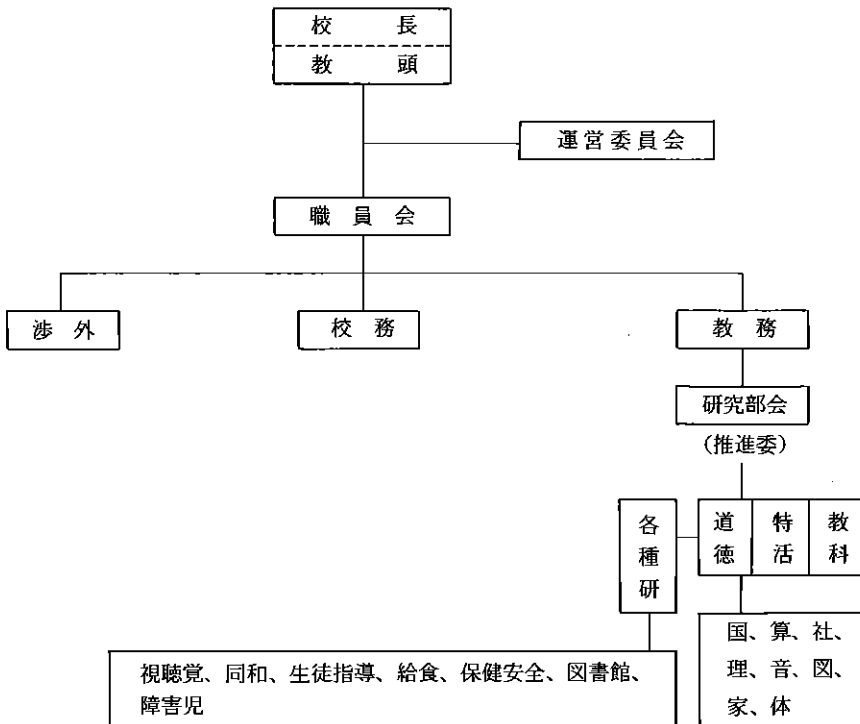 校長
教頭
運営委員会
職員会
渉外
校務
教務
研究部会
(推進委)
各種研
道徳
特活
教科
視聴覚、同和、生徒指導、給食、保健安全、図書館、
障害児
国、算、社、
理、音、図、
家、体